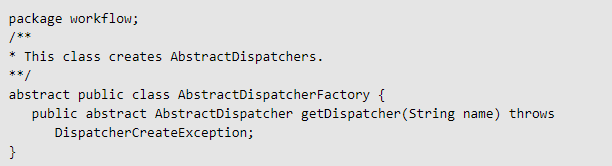 package workflow;
/**
* This class creates AbstractDispatchers.
**/
abstract public class AbstractDispatcherFactory {
   public abstract AbstractDispatcher getDispatcher(String name) throws
      DispatcherCreateException;
}